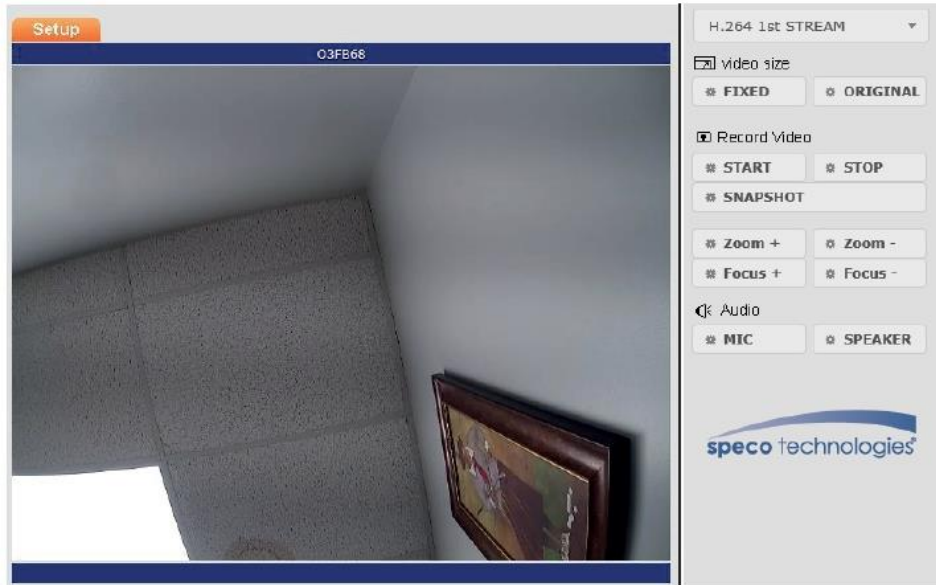 Setup
O3FB68
H.264 1st STREAM
video size
FIXED
ORIGINAL
Record Video
START
STOP
SNAPSHOT
Zoom +
Zoom -
Focus +
Focus -
Audio
MIC
SPEAKER
speco technologies®